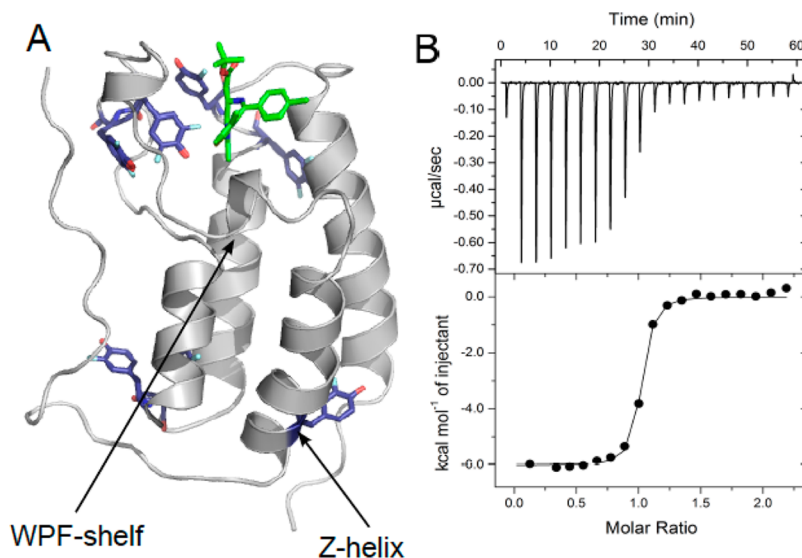 A
WPF-shelf
Z-helix
B
Time (min)
0 10 20 30 40 50 60
0.00
-0.10
-0.20
-0.30
-0.40
-0.50
-0.60
-0.70
µcal/sec
0.0
-2.0
-4.0
-6.0
kcal mol⁻¹ of injectant
0.0 0.5 1.0 1.5 2.0
Molar Ratio